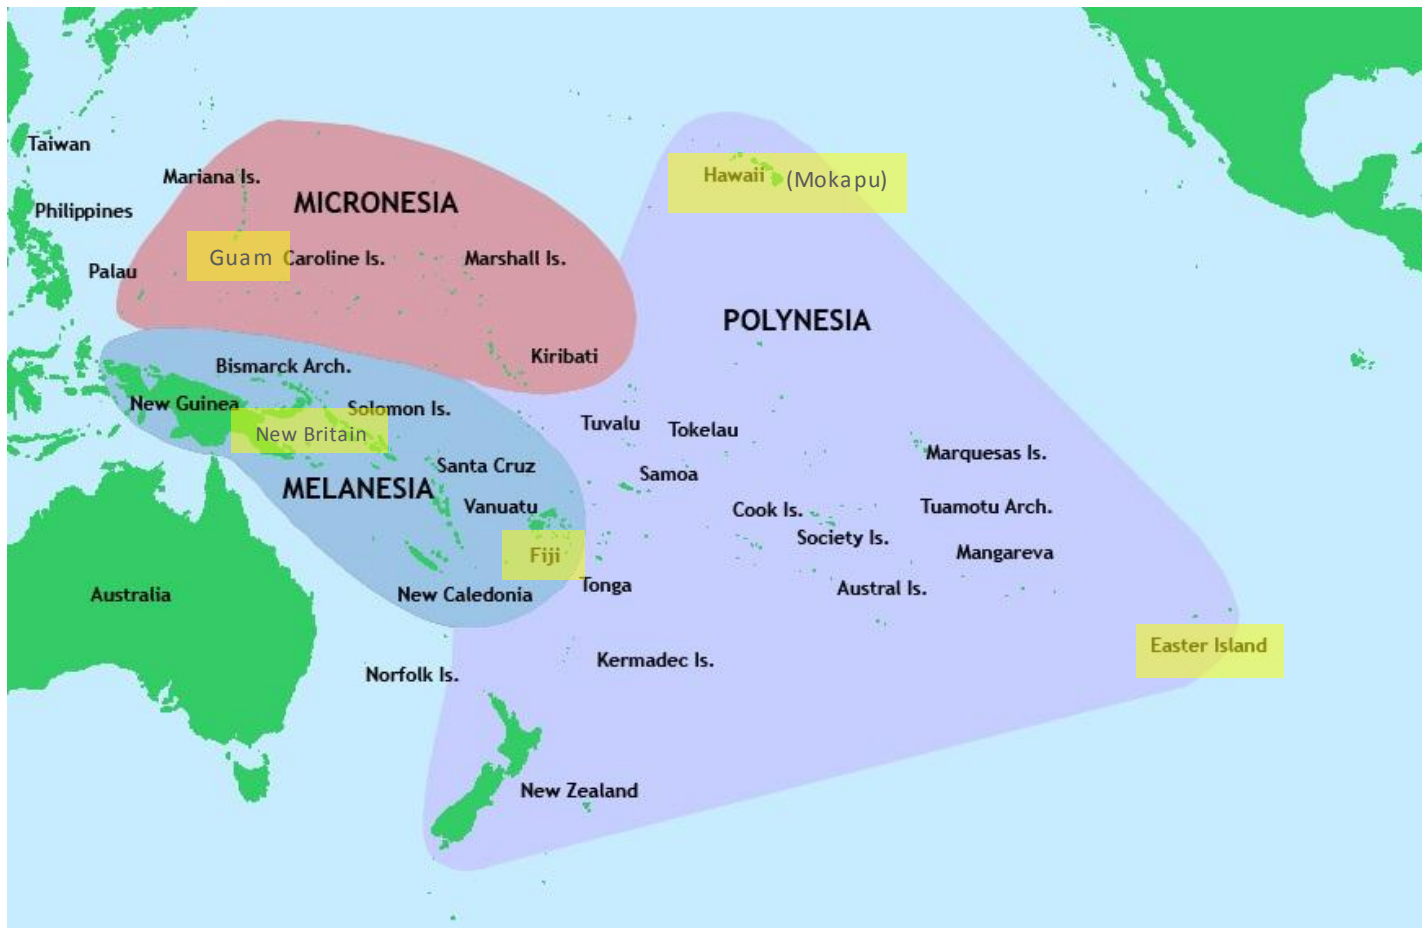 Taiwan
Mariana Is.
Hawaii (Mokapu)
MICRONESIA
Philippines
Guam
Caroline Is.
Marshall Is.
Palau
POLYNESIA
Kiribati
Bismarck Arch.
New Guinea
Solomon Is.
New Britain
Tuvalu
Tokelau
Santa Cruz
Samoa
Marquesas Is.
MELANESIA
Vanuatu
Cook Is.
Tuamotu Arch.
Society Is.
Fiji
Mangareva
Tonga
Austral Is.
Australia
New Caledonia
Easter Island
Norfolk Is.
Kermadec Is.
New Zealand